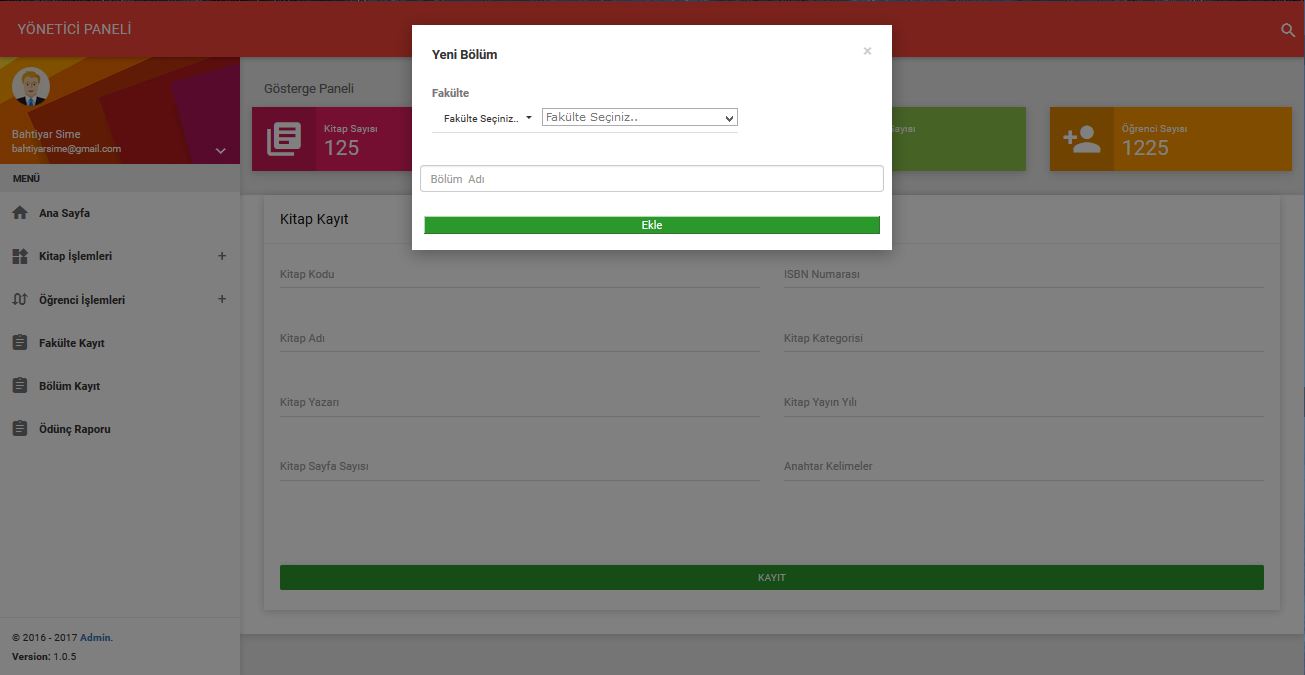 YÖNETİCİ PANELİ
Bahtiyar Sime
bahtiyarsime@gmail.com
MENÜ
Ana Sayfa
Kitap İşlemleri +
Öğrenci İşlemleri +
Fakülte Kayıt
Bölüm Kayıt
Ödünç Raporu
© 2016 - 2017 Admin.
Version: 1.0.5
Gösterge Paneli
Kitap Sayısı
125
Öğrenci Sayısı
1225
Yeni Bölüm ×
Fakülte
Fakülte Seçiniz.. Fakülte Seçiniz..
Bölüm Adı
Ekle
Kitap Kayıt
Kitap Kodu ISBN Numarası
Kitap Adı Kitap Kategorisi
Kitap Yazarı Kitap Yayın Yılı
Kitap Sayfa Sayısı Anahtar Kelimeler
KAYIT